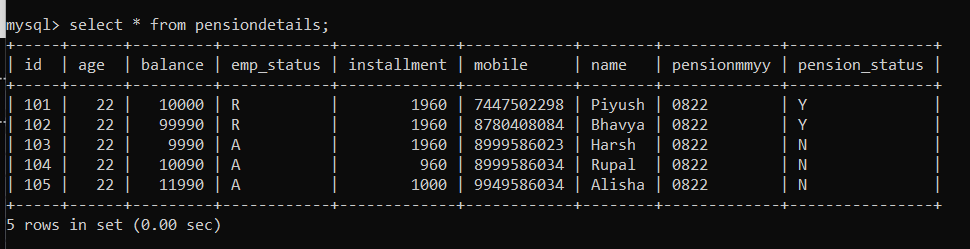 mysql> select * from pensiondetails;
+-----+------+---------+------------+-------------+------------+--------+-------------+----------------+
| id  | age  | balance | emp_status | installment | mobile     | name   | pensionmmyy | pension_status |
+-----+------+---------+------------+-------------+------------+--------+-------------+----------------+
| 101 |   22 |   10000 | R          |        1960 | 7447502298 | Piyush | 0822        | Y              |
| 102 |   22 |   99990 | R          |        1960 | 8780408084 | Bhavya | 0822        | Y              |
| 103 |   22 |    9990 | A          |        1960 | 8999586023 | Harsh  | 0822        | N              |
| 104 |   22 |   10090 | A          |         960 | 8999586034 | Rupal  | 0822        | N              |
| 105 |   22 |   11990 | A          |        1000 | 9949586034 | Alisha | 0822        | N              |
+-----+------+---------+------------+-------------+------------+--------+-------------+----------------+
5 rows in set (0.00 sec)